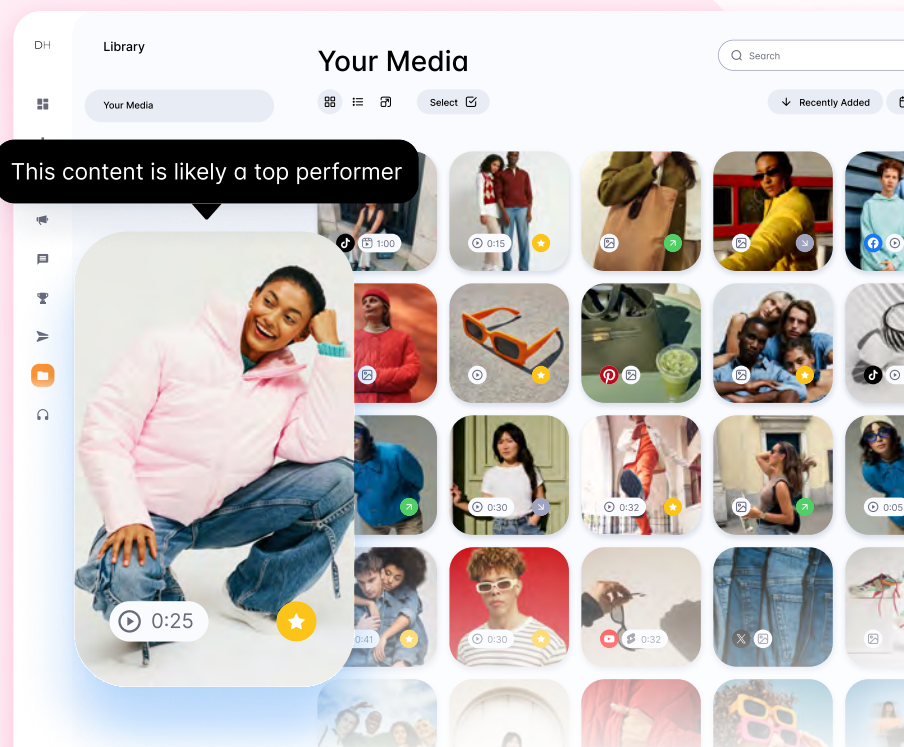 DH
Library
Your Media
Search
Your Media
Select
Recently Added
This content is likely a top performer
1:00
0:15
0:30
0:32
0:05
0:25
0:41
0:30
0:32